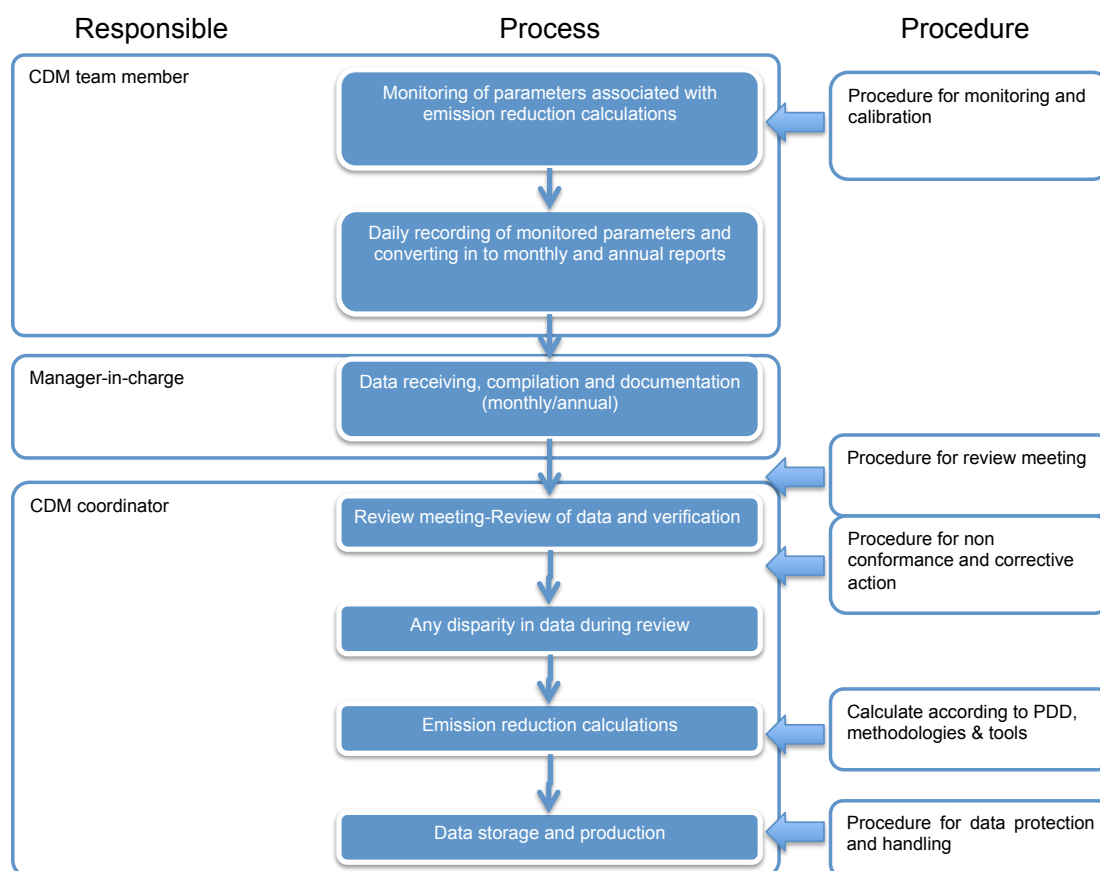 Responsible
Process
Procedure
CDM team member
Monitoring of parameters associated with
emission reduction calculations
Procedure for monitoring and
calibration
Daily recording of monitored parameters and
converting in to monthly and annual reports
Manager-in-charge
Data receiving, compilation and documentation
(monthly/annual)
Procedure for review meeting
CDM coordinator
Review meeting-Review of data and verification
Procedure for non
conformance and corrective
action
Any disparity in data during review
Emission reduction calculations
Calculate according to PDD,
methodologies & tools
Data storage and production
Procedure for data protection
and handling